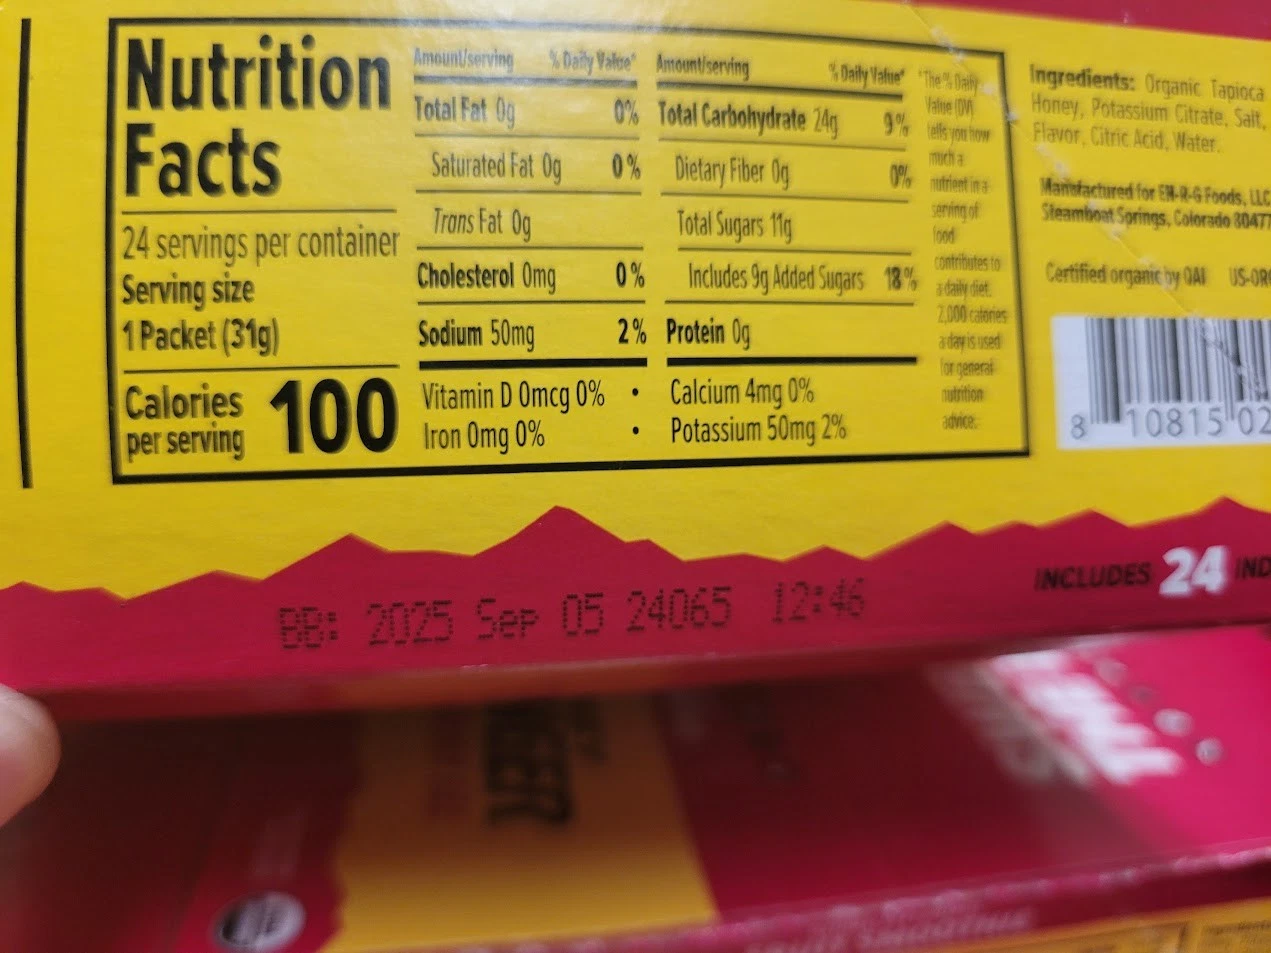 Nutrition
Facts
24 servings per container
Serving size
1 Packet (31g)
Calories
per serving
100
Amount/serving % Daily Value*
Total Fat 0g 0%
Saturated Fat 0g 0%
Trans Fat 0g
Cholesterol 0mg 0%
Sodium 50mg 2%
Amount/serving % Daily Value*
Total Carbohydrate 24g 9%
Dietary Fiber 0g 0%
Total Sugars 11g
Includes 9g Added Sugars 18%
Protein 0g
Vitamin D 0mcg 0% • Calcium 4mg 0%
Iron 0mg 0% • Potassium 50mg 2%
*The % Daily
Value (DV)
tells you how
much a
nutrient in a
serving of
food
contributes to
a daily diet.
2,000 calories
a day is used
for general
nutrition
advice.
Ingredients: Organic Tapioca
Honey, Potassium Citrate, Salt,
Flavor, Citric Acid, Water.
Manufactured for EN-R-G Foods, LLC
Steamboat Springs, Colorado 80477
Certified organic by QAI US-OR
8 10815 02
BB: 2025 Sep 05 24065 12:46
INCLUDES 24 IND